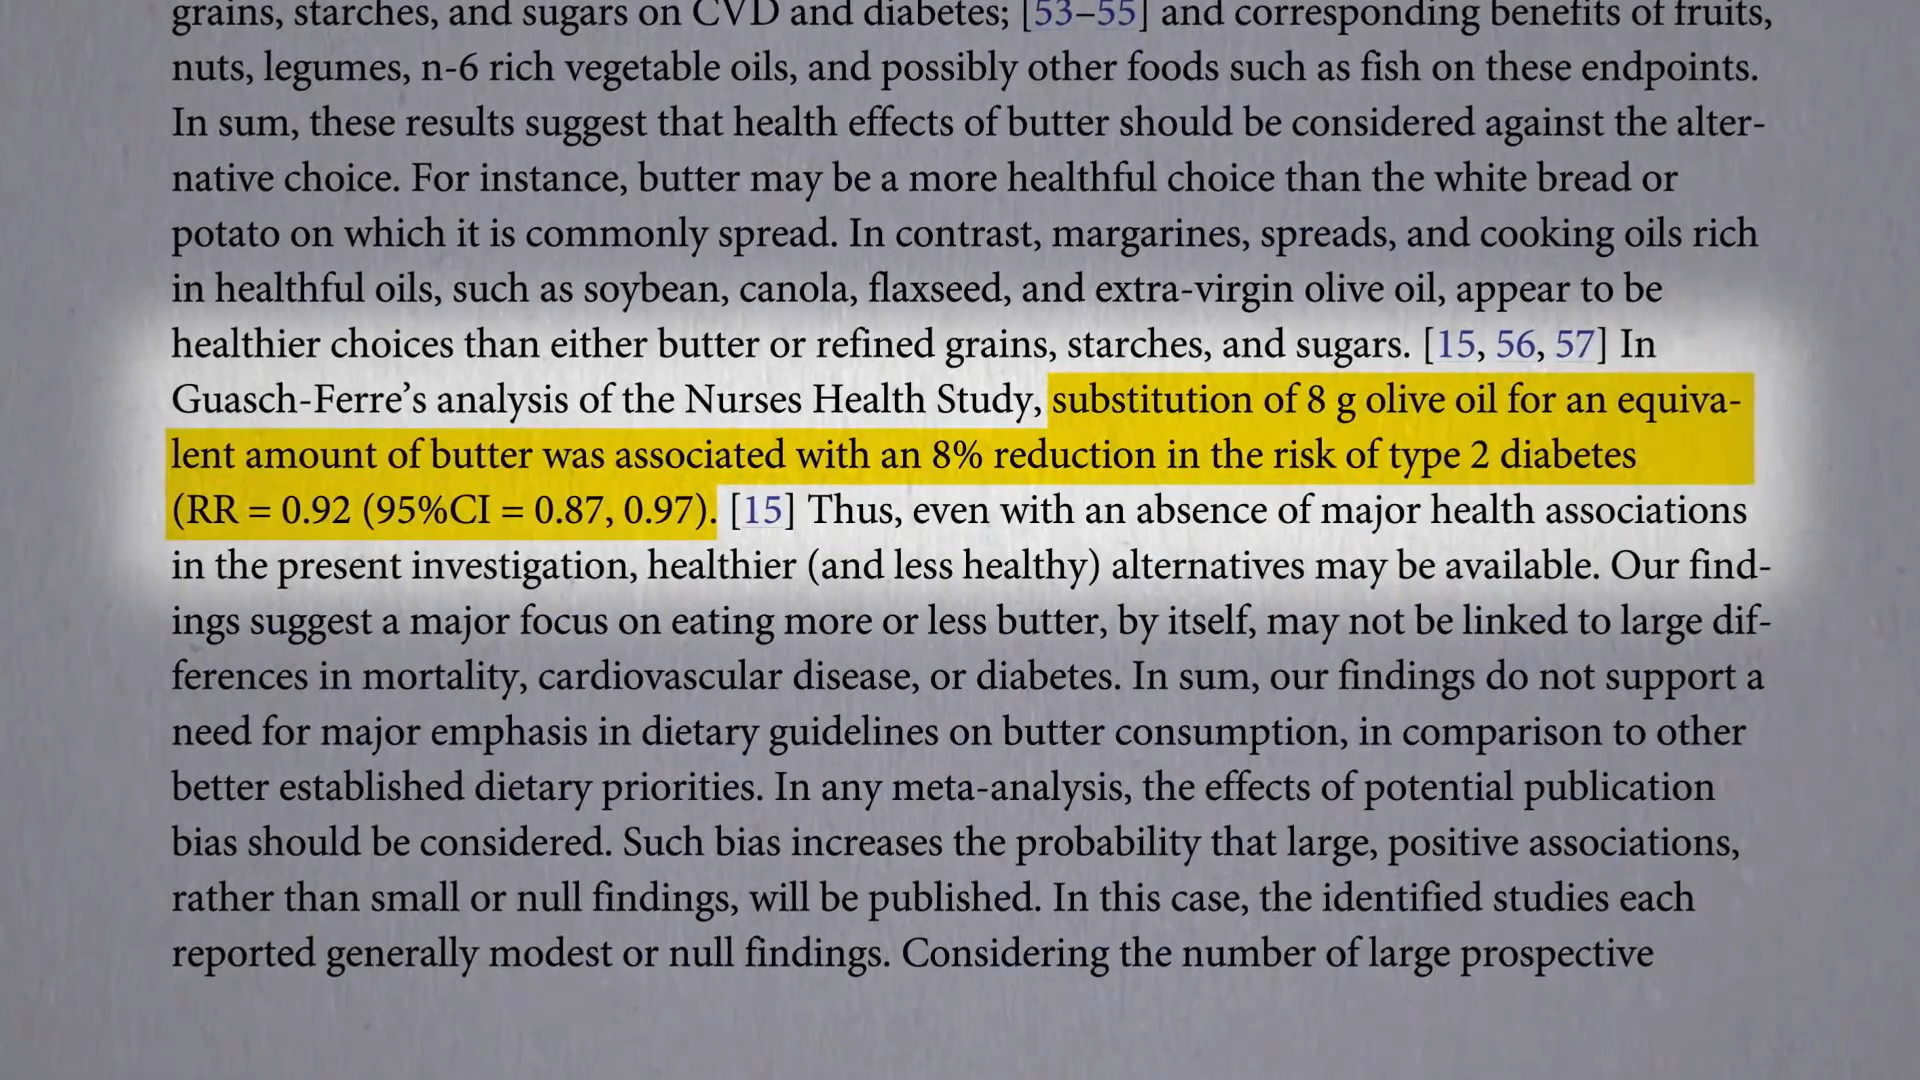 grains, starches, and sugars on CVD and diabetes; [53–55] and corresponding benefits of fruits,
nuts, legumes, n-6 rich vegetable oils, and possibly other foods such as fish on these endpoints.
In sum, these results suggest that health effects of butter should be considered against the alter-
native choice. For instance, butter may be a more healthful choice than the white bread or
potato on which it is commonly spread. In contrast, margarines, spreads, and cooking oils rich
in healthful oils, such as soybean, canola, flaxseed, and extra-virgin olive oil, appear to be
healthier choices than either butter or refined grains, starches, and sugars. [15, 56, 57] In
Guasch-Ferre’s analysis of the Nurses Health Study, substitution of 8 g olive oil for an equiva-
lent amount of butter was associated with an 8% reduction in the risk of type 2 diabetes
(RR = 0.92 (95%CI = 0.87, 0.97). [15] Thus, even with an absence of major health associations
in the present investigation, healthier (and less healthy) alternatives may be available. Our find-
ings suggest a major focus on eating more or less butter, by itself, may not be linked to large dif-
ferences in mortality, cardiovascular disease, or diabetes. In sum, our findings do not support a
need for major emphasis in dietary guidelines on butter consumption, in comparison to other
better established dietary priorities. In any meta-analysis, the effects of potential publication
bias should be considered. Such bias increases the probability that large, positive associations,
rather than small or null findings, will be published. In this case, the identified studies each
reported generally modest or null findings. Considering the number of large prospective